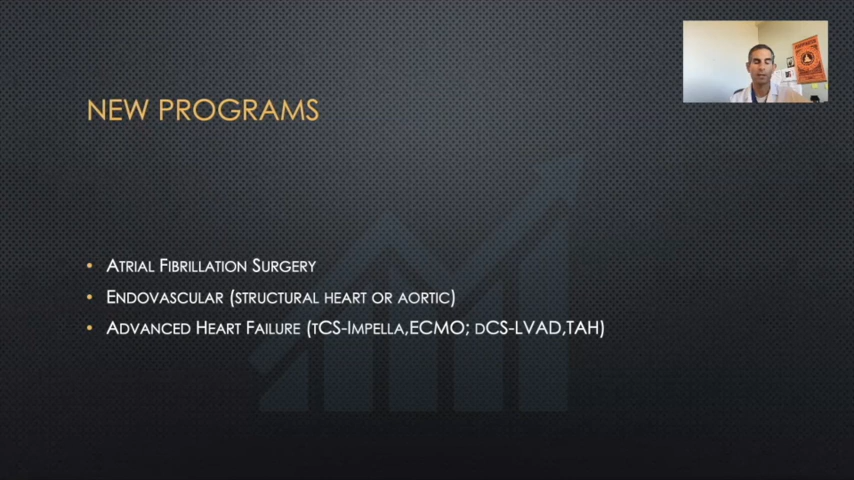 NEW PROGRAMS
• ATRIAL FIBRILLATION SURGERY
• ENDOVASCULAR (STRUCTURAL HEART OR AORTIC)
• ADVANCED HEART FAILURE (TCS-IMPELLA,ECMO; DCS-LVAD,TAH)